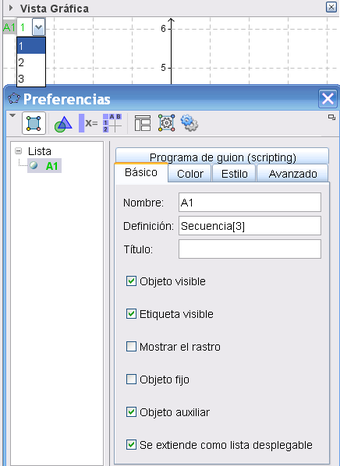 Vista Gráfica
A1 1
1
2
3
6
5
Preferencias
Lista
A1
Programa de guion (scripting)
Básico Color Estilo Avanzado
Nombre: A1
Definición: Secuencia[3]
Título:
Objeto visible
Etiqueta visible
Mostrar el rastro
Objeto fijo
Objeto auxiliar
Se extiende como lista desplegable